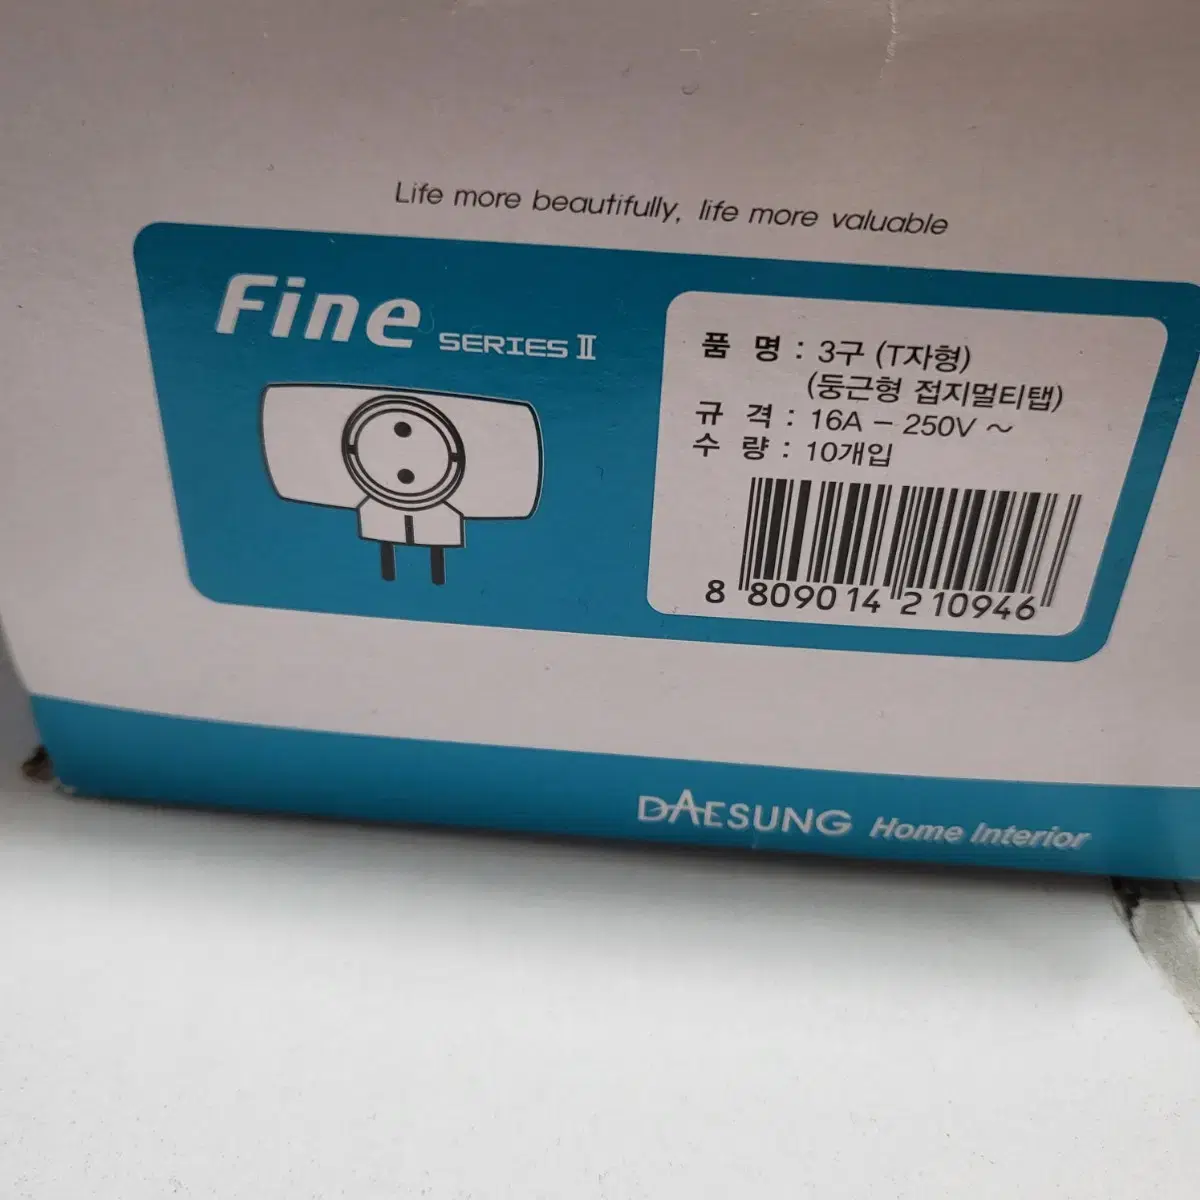 Life more beautifully, life more valuable
Fine SERIES II
품 명 : 3구 (T자형)
(둥근형 접지멀티탭)
규 격 : 16A - 250V ~
수 량 : 10개입
8 809014 210946
DAESUNG Home Interior